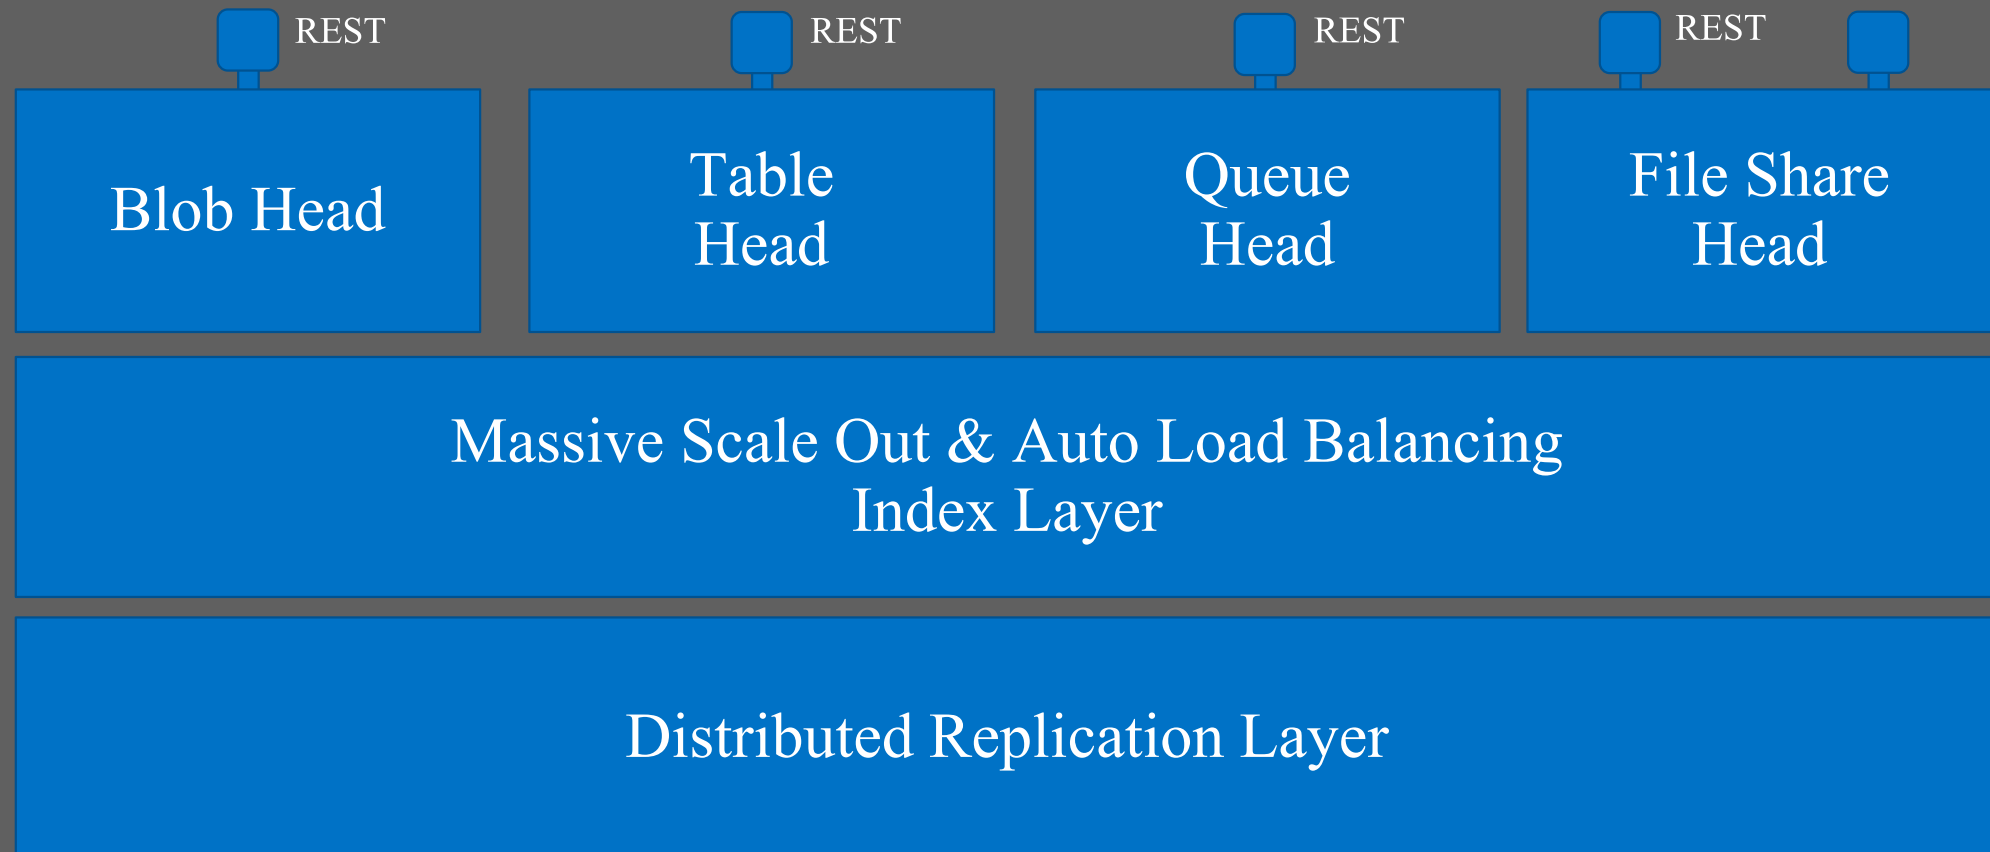 REST
REST
REST
REST
Blob Head
Table
Head
Queue
Head
File Share
Head
Massive Scale Out & Auto Load Balancing
Index Layer
Distributed Replication Layer